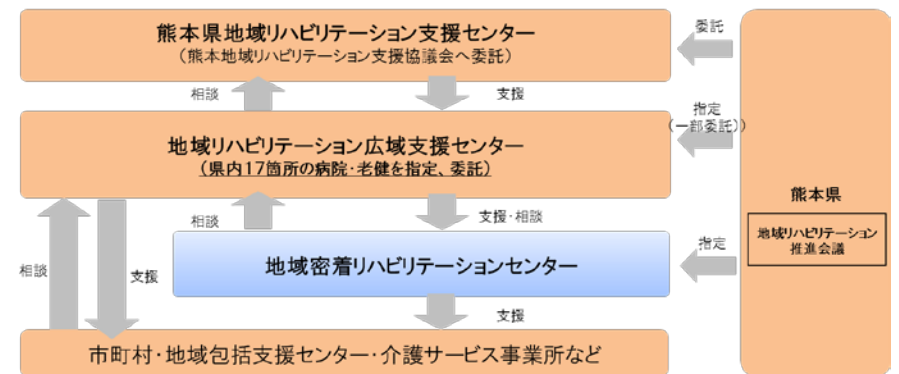 熊本県地域リハビリテーション支援センター
（熊本地域リハビリテーション支援協議会へ委託）
委託
相談
支援
指定
（一部委託））
地域リハビリテーション広域支援センター
（県内17箇所の病院・老健を指定、委託）
熊本県
地域リハビリテーション
推進会議
相談
支援・相談
指定
地域密着リハビリテーションセンター
相談
支援
支援
市町村・地域包括支援センター・介護サービス事業所など